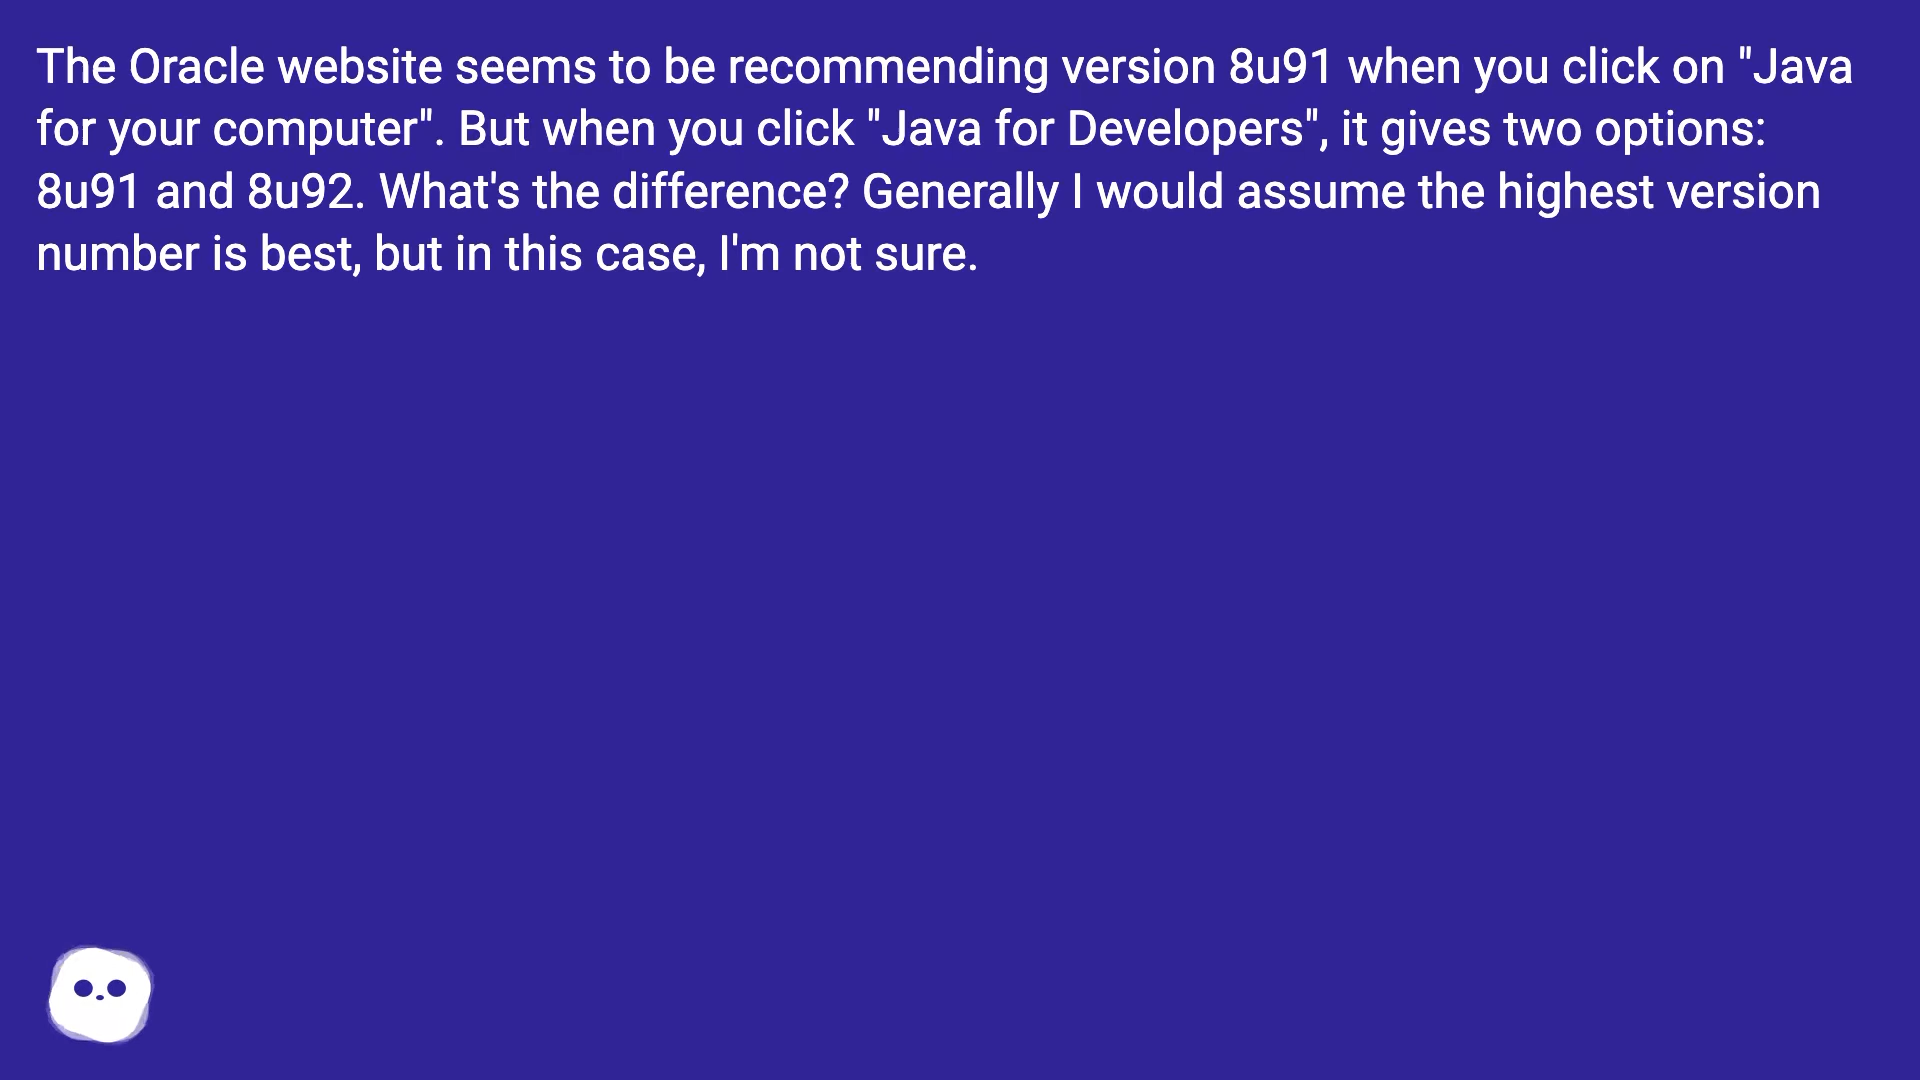 The Oracle website seems to be recommending version 8u91 when you click on "Java
for your computer". But when you click "Java for Developers", it gives two options:
8u91 and 8u92. What's the difference? Generally I would assume the highest version
number is best, but in this case, I'm not sure.